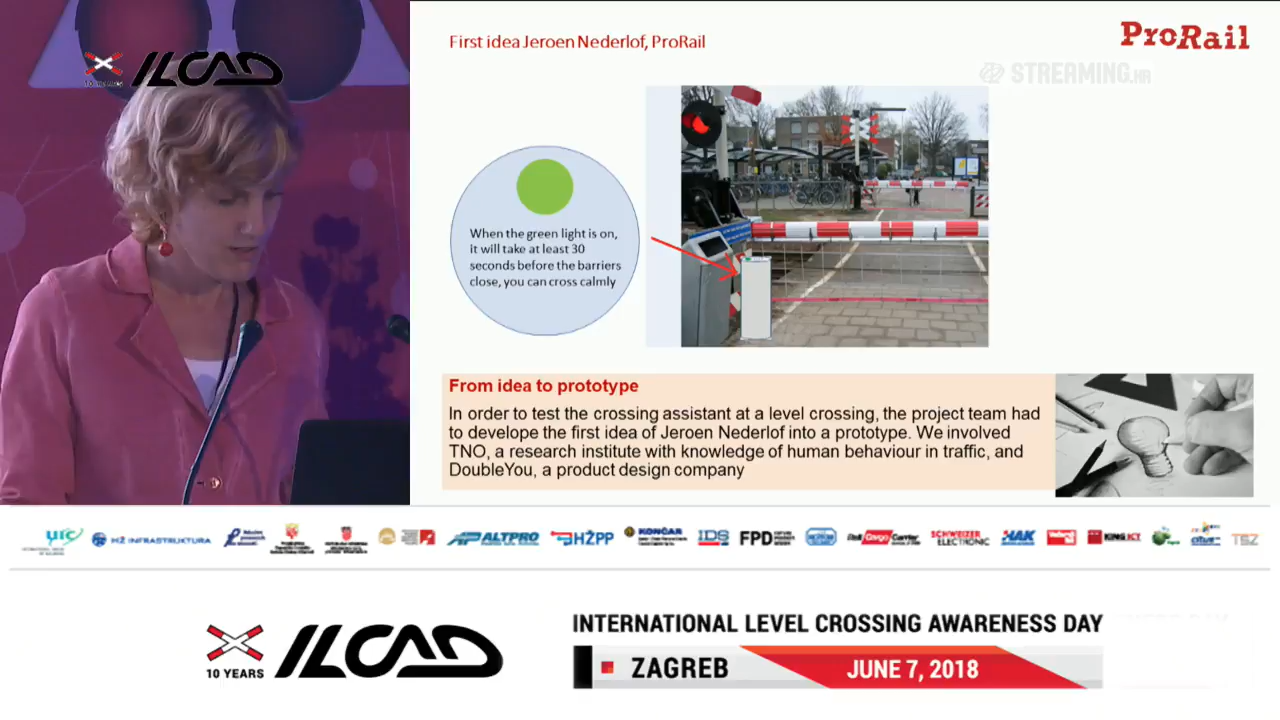 ILCAD
First idea Jeroen Nederlof, ProRail
ProRail
STREAMING.HR
When the green light is on,
it will take at least 30
seconds before the barriers
close, you can cross calmly
From idea to prototype
In order to test the crossing assistant at a level crossing, the project team had
to develope the first idea of Jeroen Nederlof into a prototype. We involved
TNO, a research institute with knowledge of human behaviour in traffic, and
DoubleYou, a product design company
uic
HŽ INFRASTRUKTURA
ALTPRO
HŽPP
KONČAR
IDS
FPD
Rail Cargo Carrier
SCHWEIZER
ELECTRONIC
HAK
KING ICT
TSZ
10 YEARS
ILCAD
INTERNATIONAL LEVEL CROSSING AWARENESS DAY
ZAGREB
JUNE 7, 2018